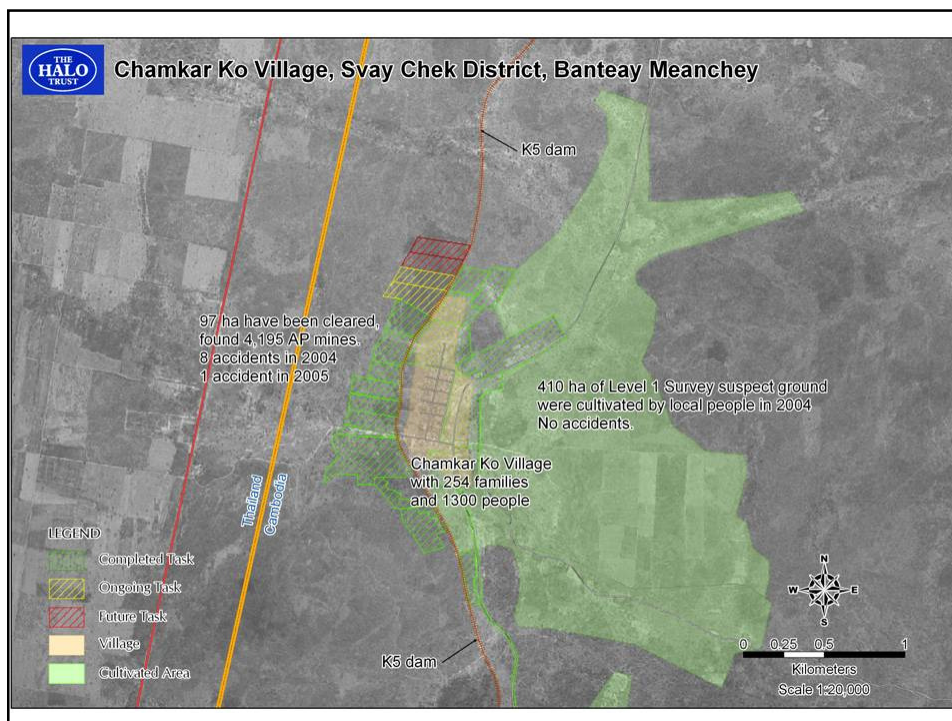 THE
HALO
TRUST
Chamkar Ko Village, Svay Chek District, Banteay Meanchey
K5 dam
97 ha have been cleared,
found 4,195 AP mines.
8 accidents in 2004
1 accident in 2005
410 ha of Level 1 Survey suspect ground
were cultivated by local people in 2004
No accidents.
Chamkar Ko Village
with 254 families
and 1300 people
Thailand
Cambodia
LEGEND
Completed Task
Ongoing Task
Future Task
Village
Cultivated Area
K5 dam
N
W E
S
0 0.25 0.5 1
Kilometers
Scale 1:20,000